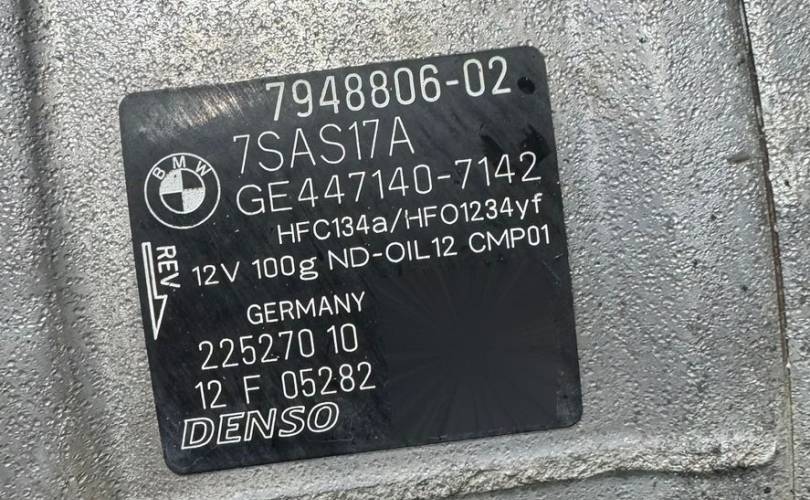 7948806-02
7SAS17A
BMW
GE447140-7142
HFC134a/HFO1234yf
REV
12V 100g ND-OIL12 CMP01
GERMANY
225270 10
12 F 05282
DENSO